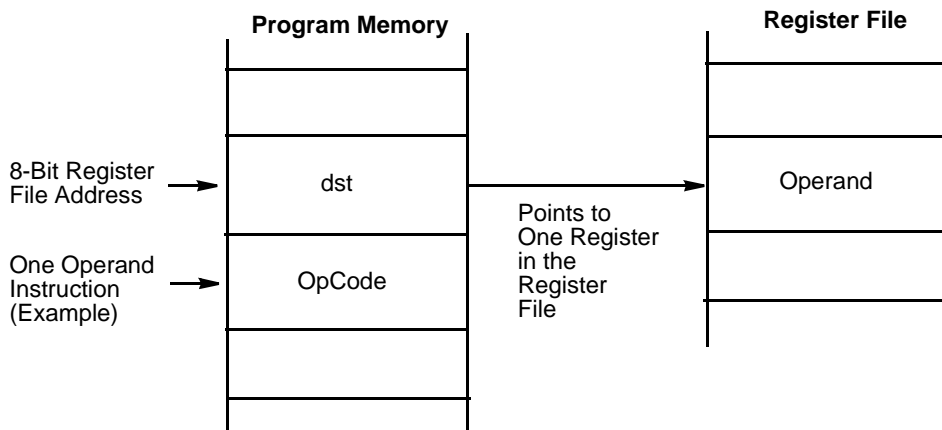 Program Memory
Register File
8-Bit Register
File Address
dst
Operand
Points to
One Register
in the
Register
File
One Operand
Instruction
(Example)
OpCode